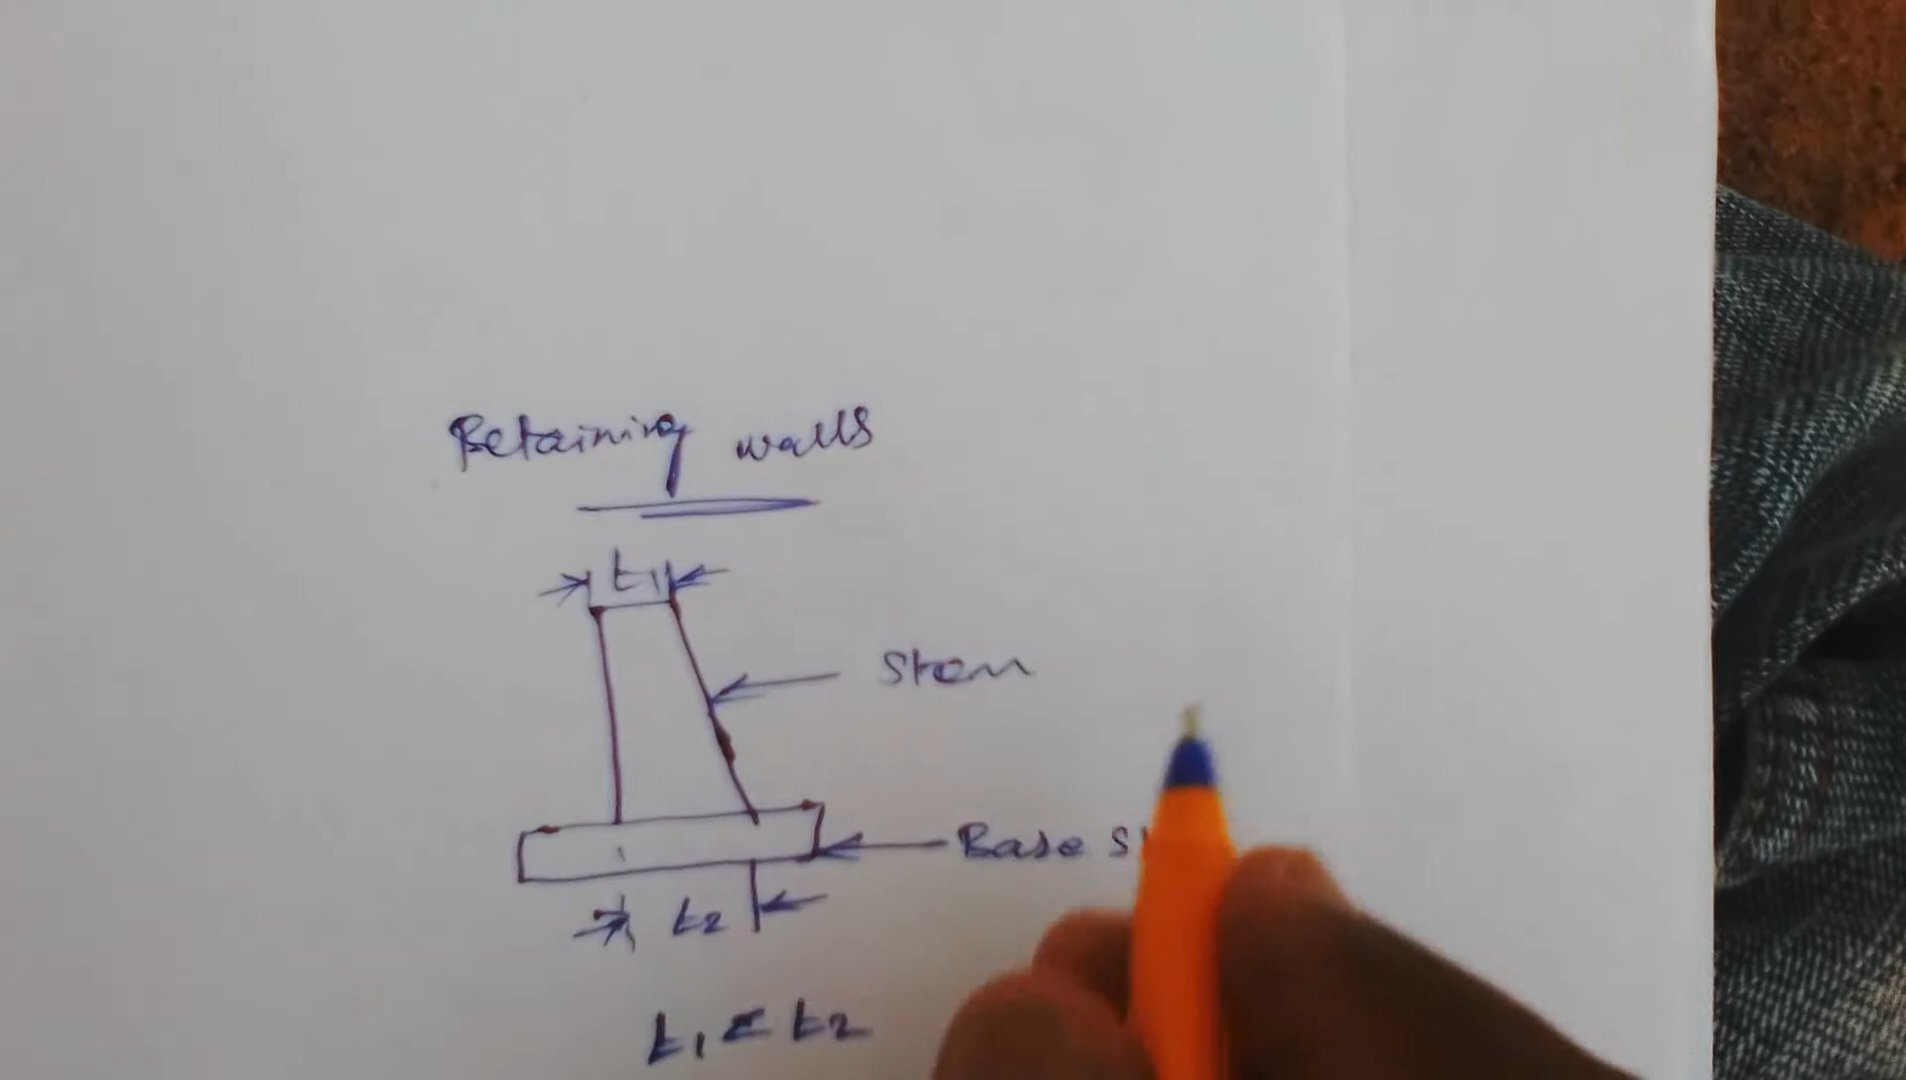 Retaining walls
t1
Stem
Base
t2
t1 < t2